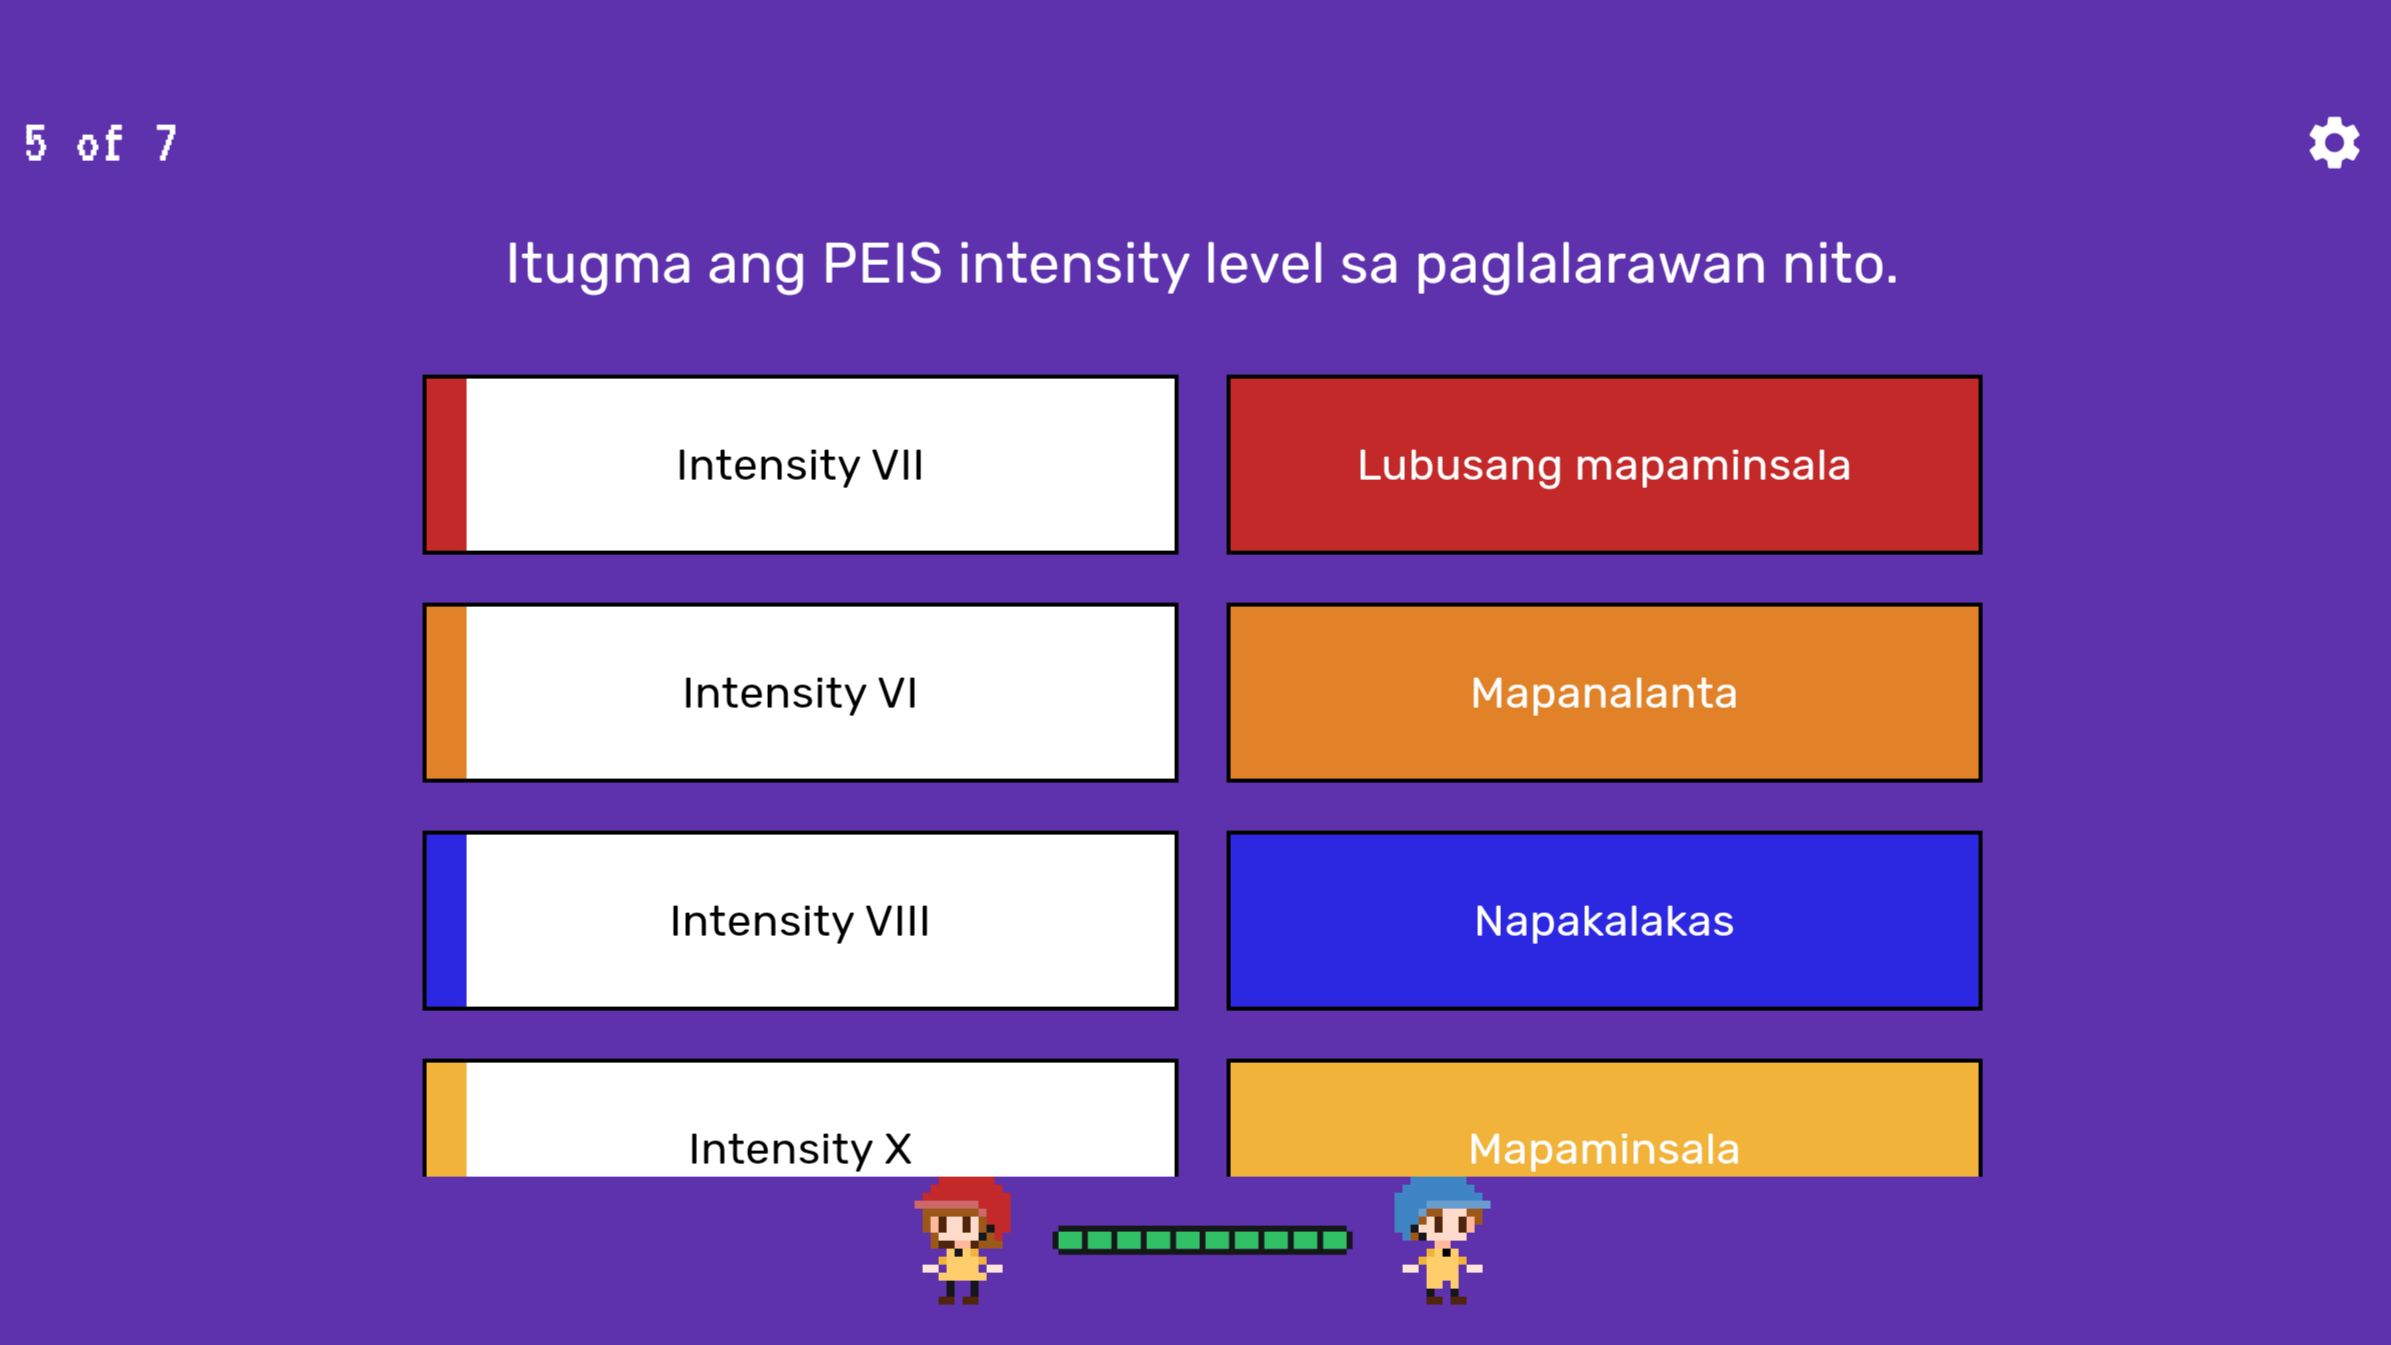 5 of 7
Itugma ang PEIS intensity level sa paglalarawan nito.
Intensity VII
Lubusang mapaminsala
Intensity VI
Mapanalanta
Intensity VIII
Napakalakas
Intensity X
Mapaminsala